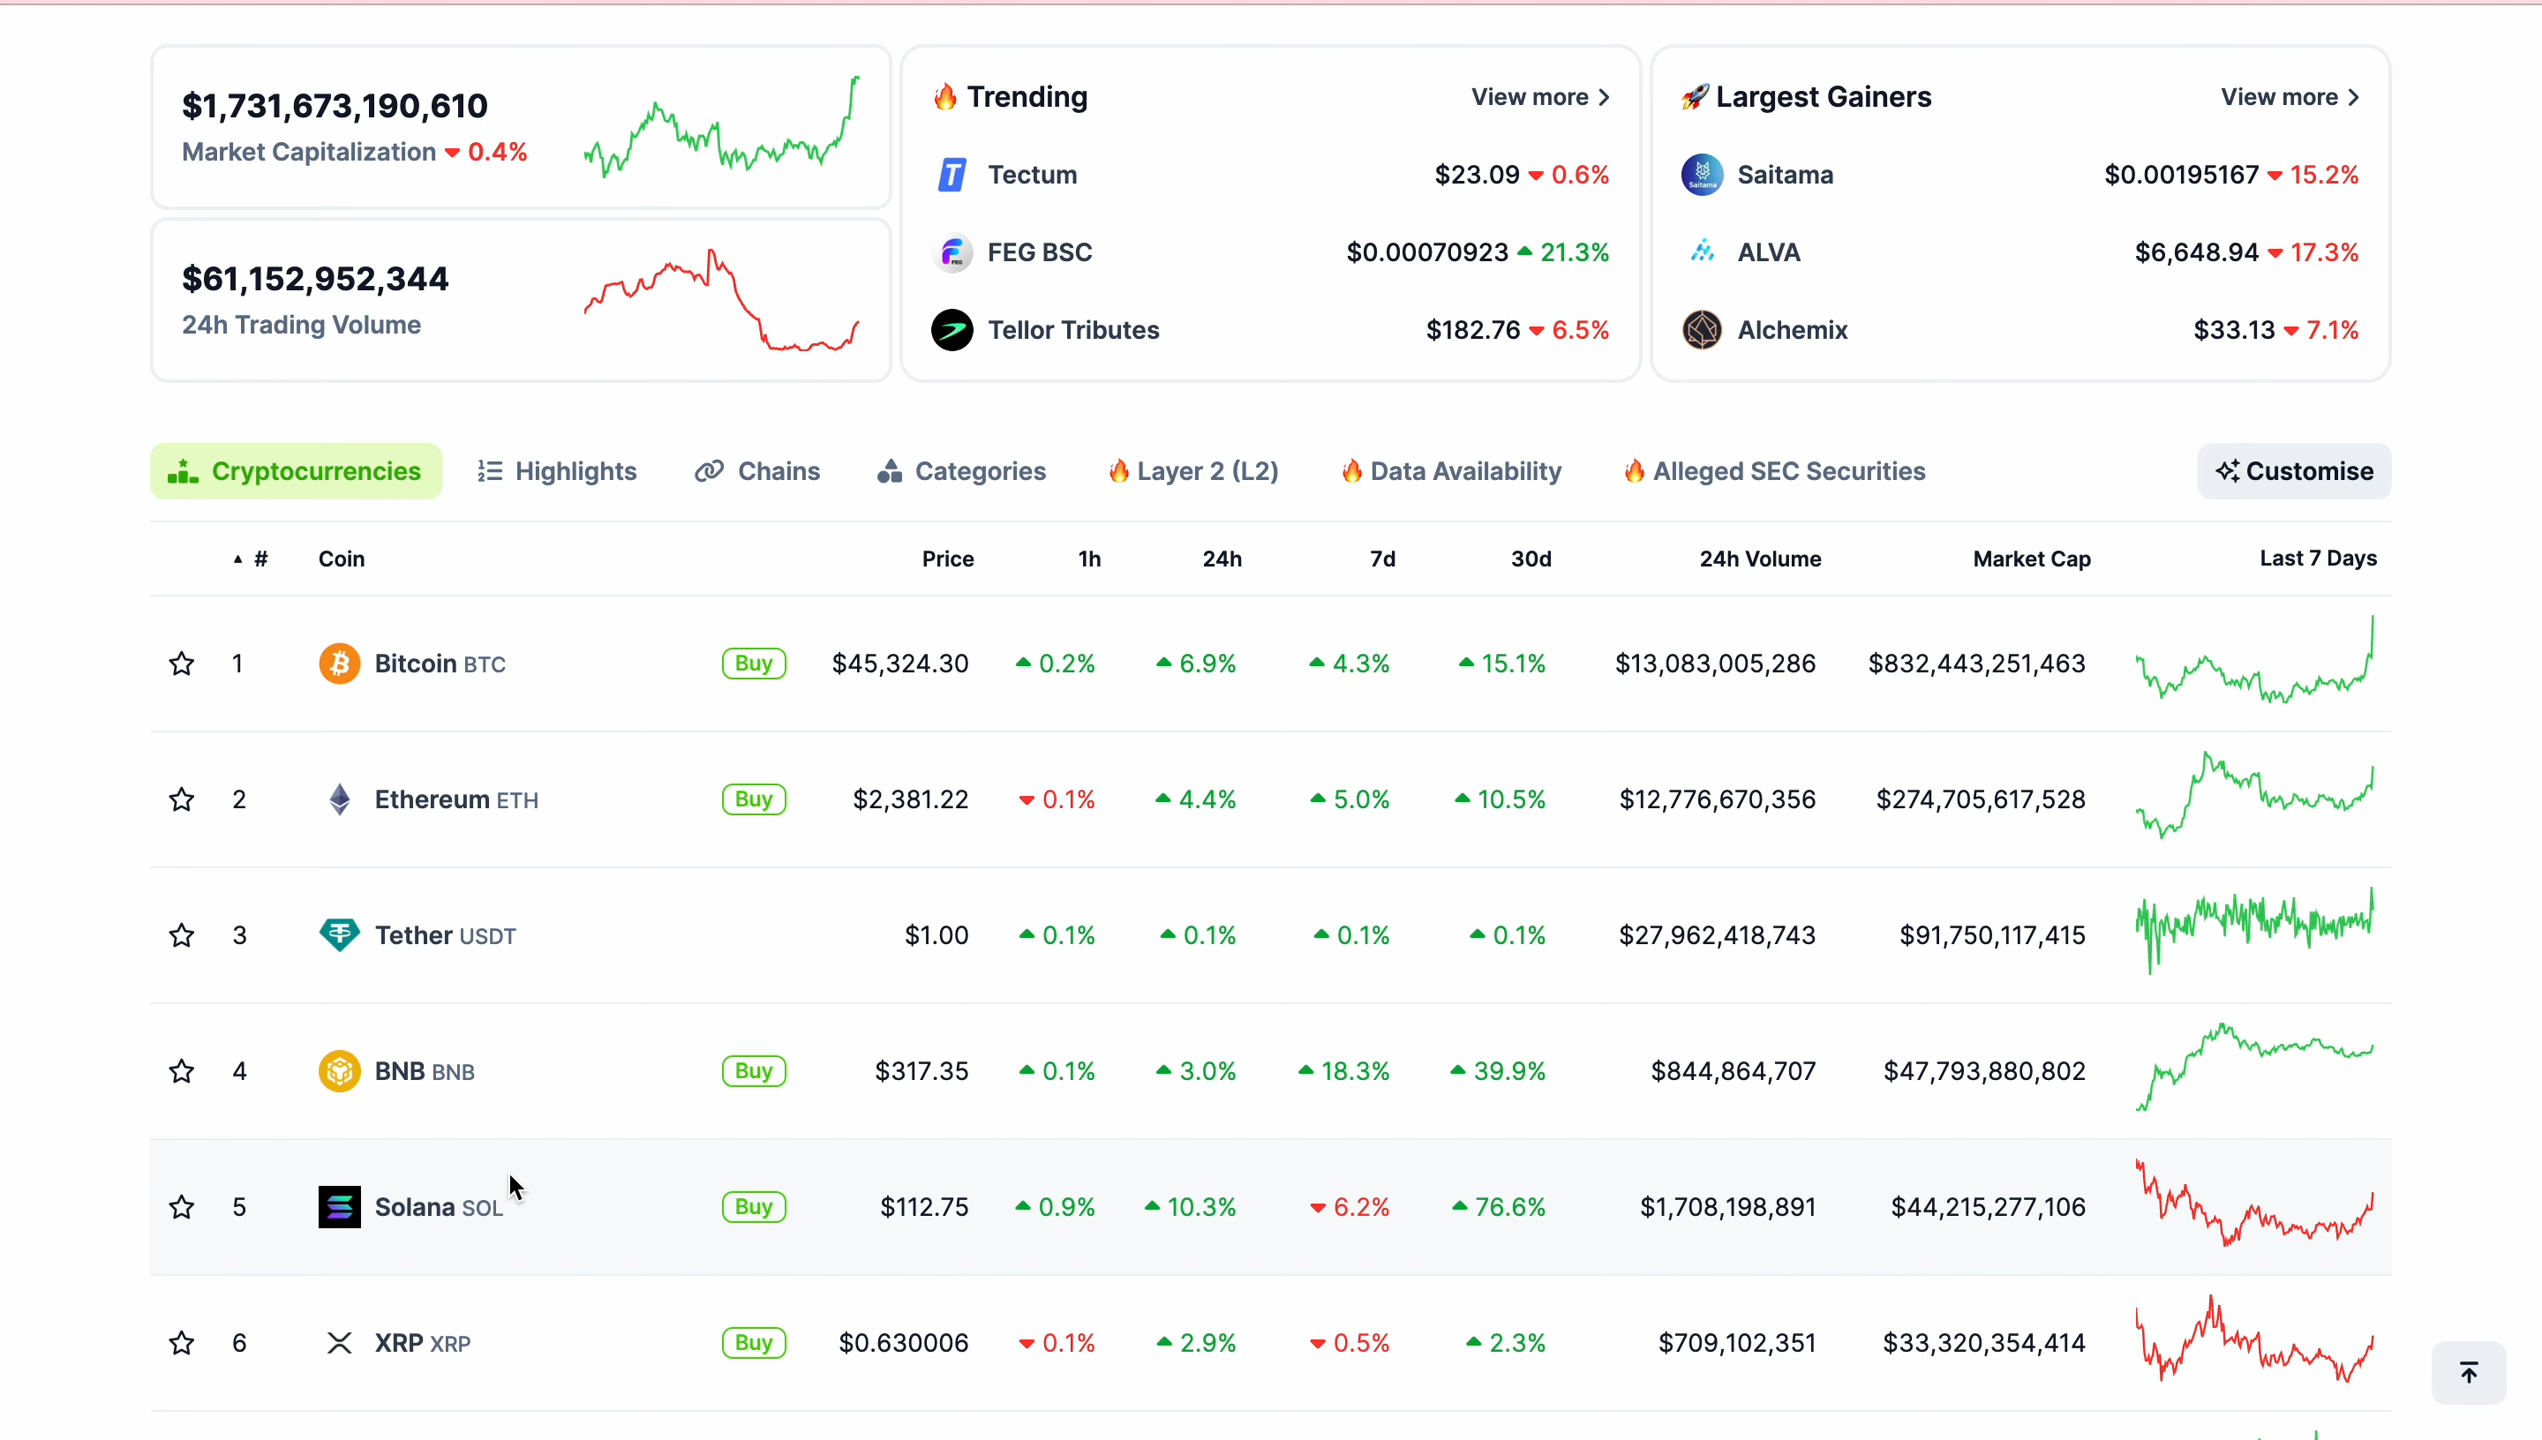 $1,731,673,190,610
Market Capitalization 0.4%
$61,152,952,344
24h Trading Volume
Trending View more
Tectum $23.09 0.6%
FEG BSC $0.00070923 21.3%
Tellor Tributes $182.76 6.5%
Largest Gainers View more
Saitama $0.00195167 15.2%
ALVA $6,648.94 17.3%
Alchemix $33.13 7.1%
Cryptocurrencies Highlights Chains Categories Layer 2 (L2) Data Availability Alleged SEC Securities Customise
# Coin Price 1h 24h 7d 30d 24h Volume Market Cap Last 7 Days
1 Bitcoin BTC Buy $45,324.30 0.2% 6.9% 4.3% 15.1% $13,083,005,286 $832,443,251,463
2 Ethereum ETH Buy $2,381.22 0.1% 4.4% 5.0% 10.5% $12,776,670,356 $274,705,617,528
3 Tether USDT $1.00 0.1% 0.1% 0.1% 0.1% $27,962,418,743 $91,750,117,415
4 BNB BNB Buy $317.35 0.1% 3.0% 18.3% 39.9% $844,864,707 $47,793,880,802
5 Solana SOL Buy $112.75 0.9% 10.3% 6.2% 76.6% $1,708,198,891 $44,215,277,106
6 XRP XRP Buy $0.630006 0.1% 2.9% 0.5% 2.3% $709,102,351 $33,320,354,414